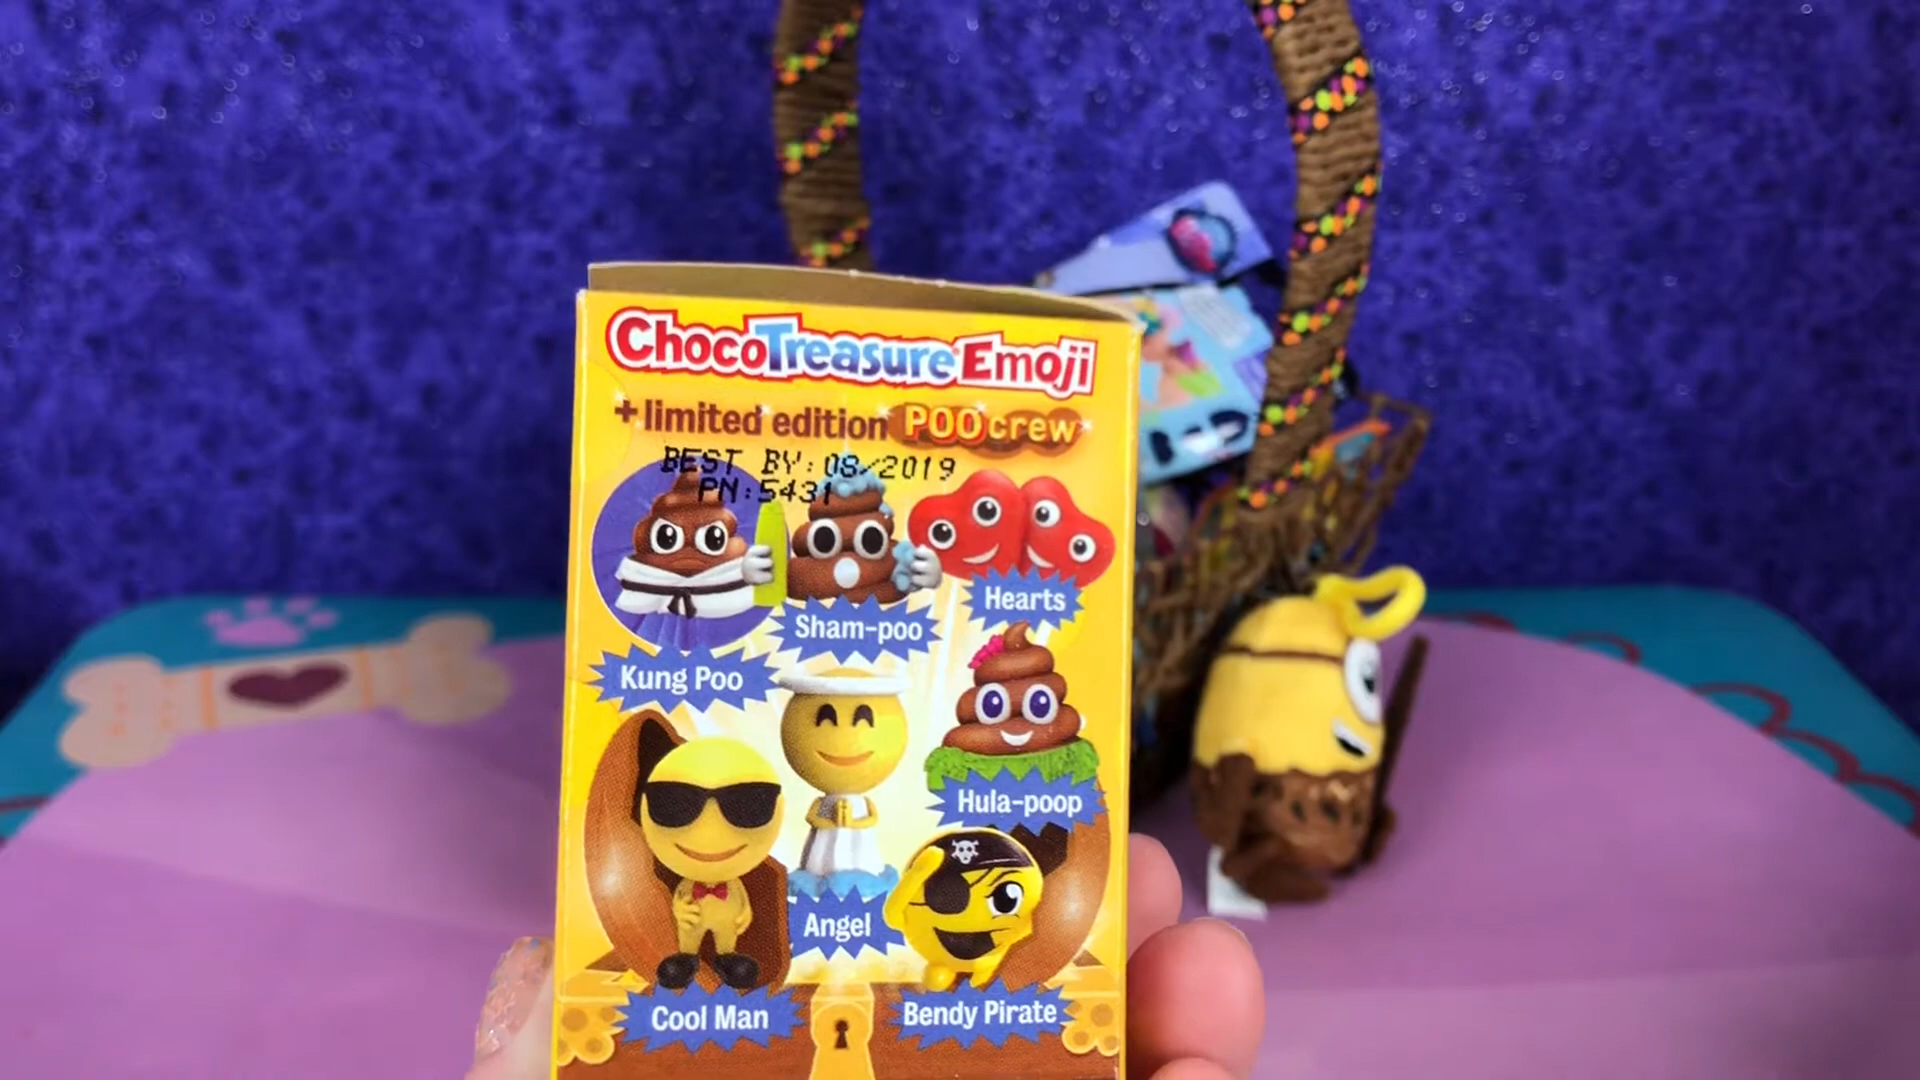 ChocoTreasure Emoji
+ limited edition POO crew
BEST BY: 08/2019
PN: 5431
Hearts
Sham-poo
Kung Poo
Hula-poop
Angel
Cool Man
Bendy Pirate